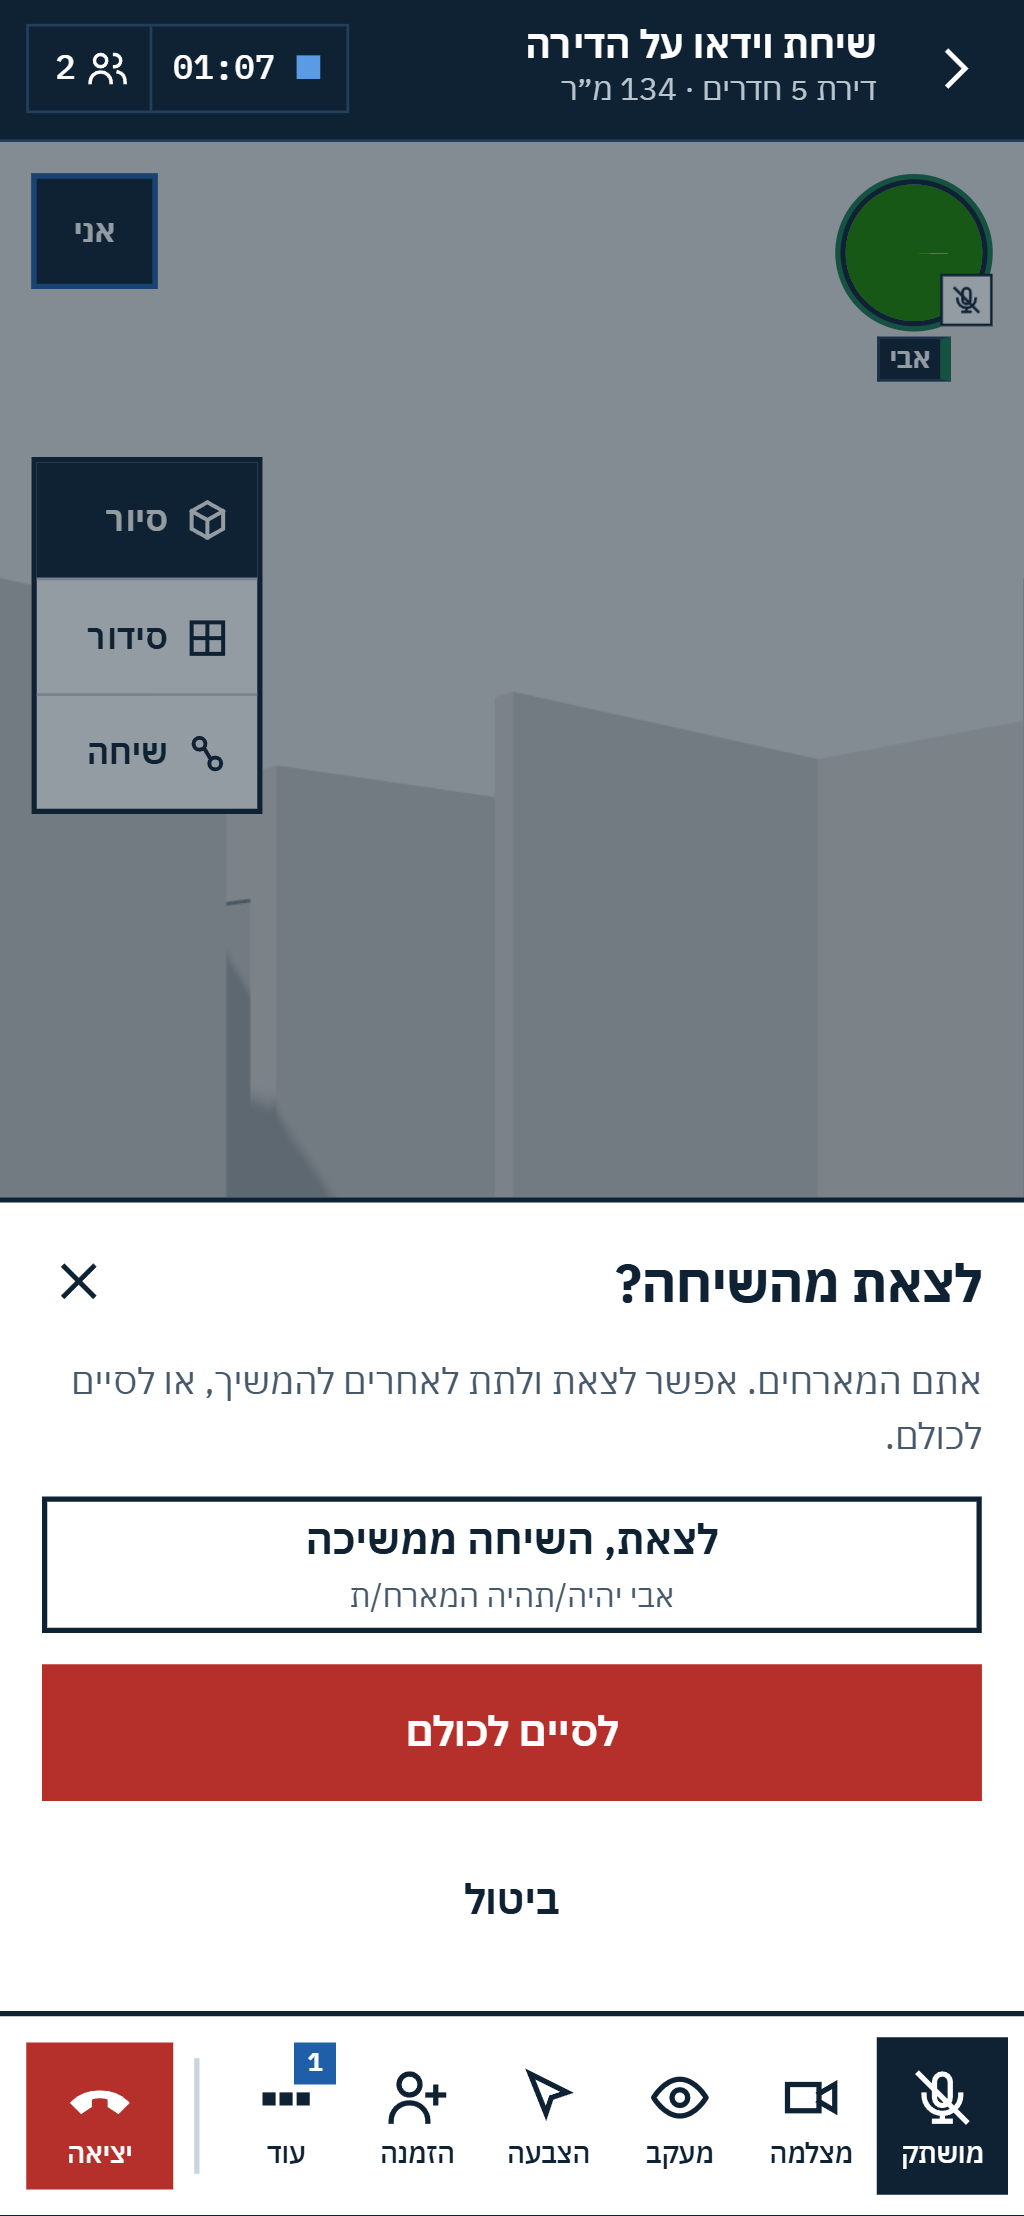 שיחת וידאו על הדירה
דירת 5 חדרים · 134 מ״ר
01:07
2
אני
אבי
סיור
סידור
שיחה
לצאת מהשיחה?
אתם המארחים. אפשר לצאת ולתת לאחרים להמשיך, או לסיים
לכולם.
לצאת, השיחה ממשיכה
אבי יהיה/תהיה המארח/ת
לסיים לכולם
ביטול
מושתק
מצלמה
מעקב
הצבעה
הזמנה
1
עוד
יציאה